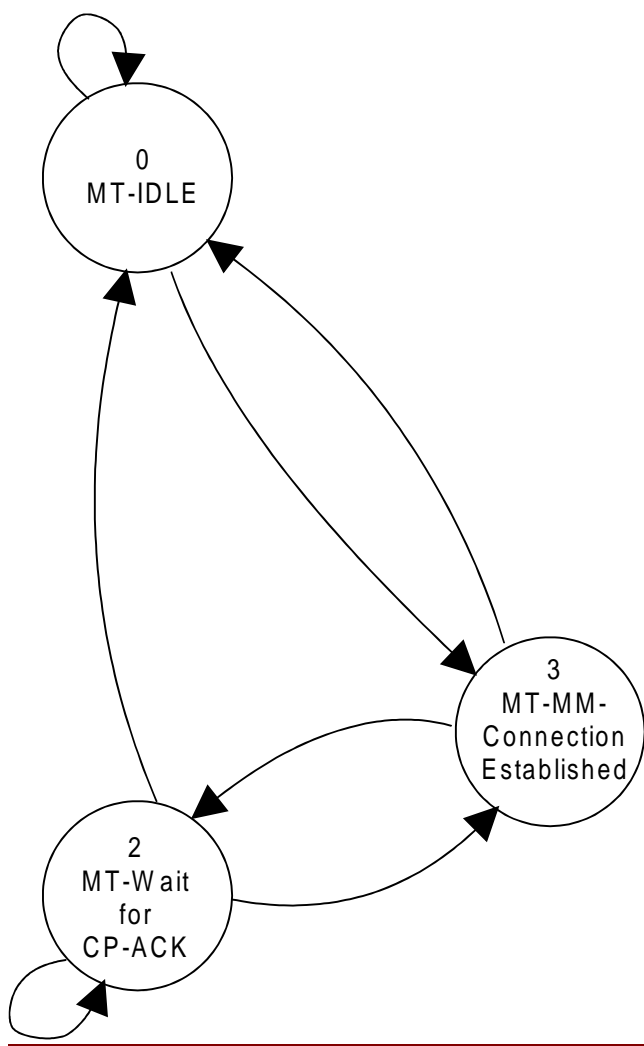 0
MT-IDLE
3
MT-MM-
Connection
Established
2
MT-Wait
for
CP-ACK